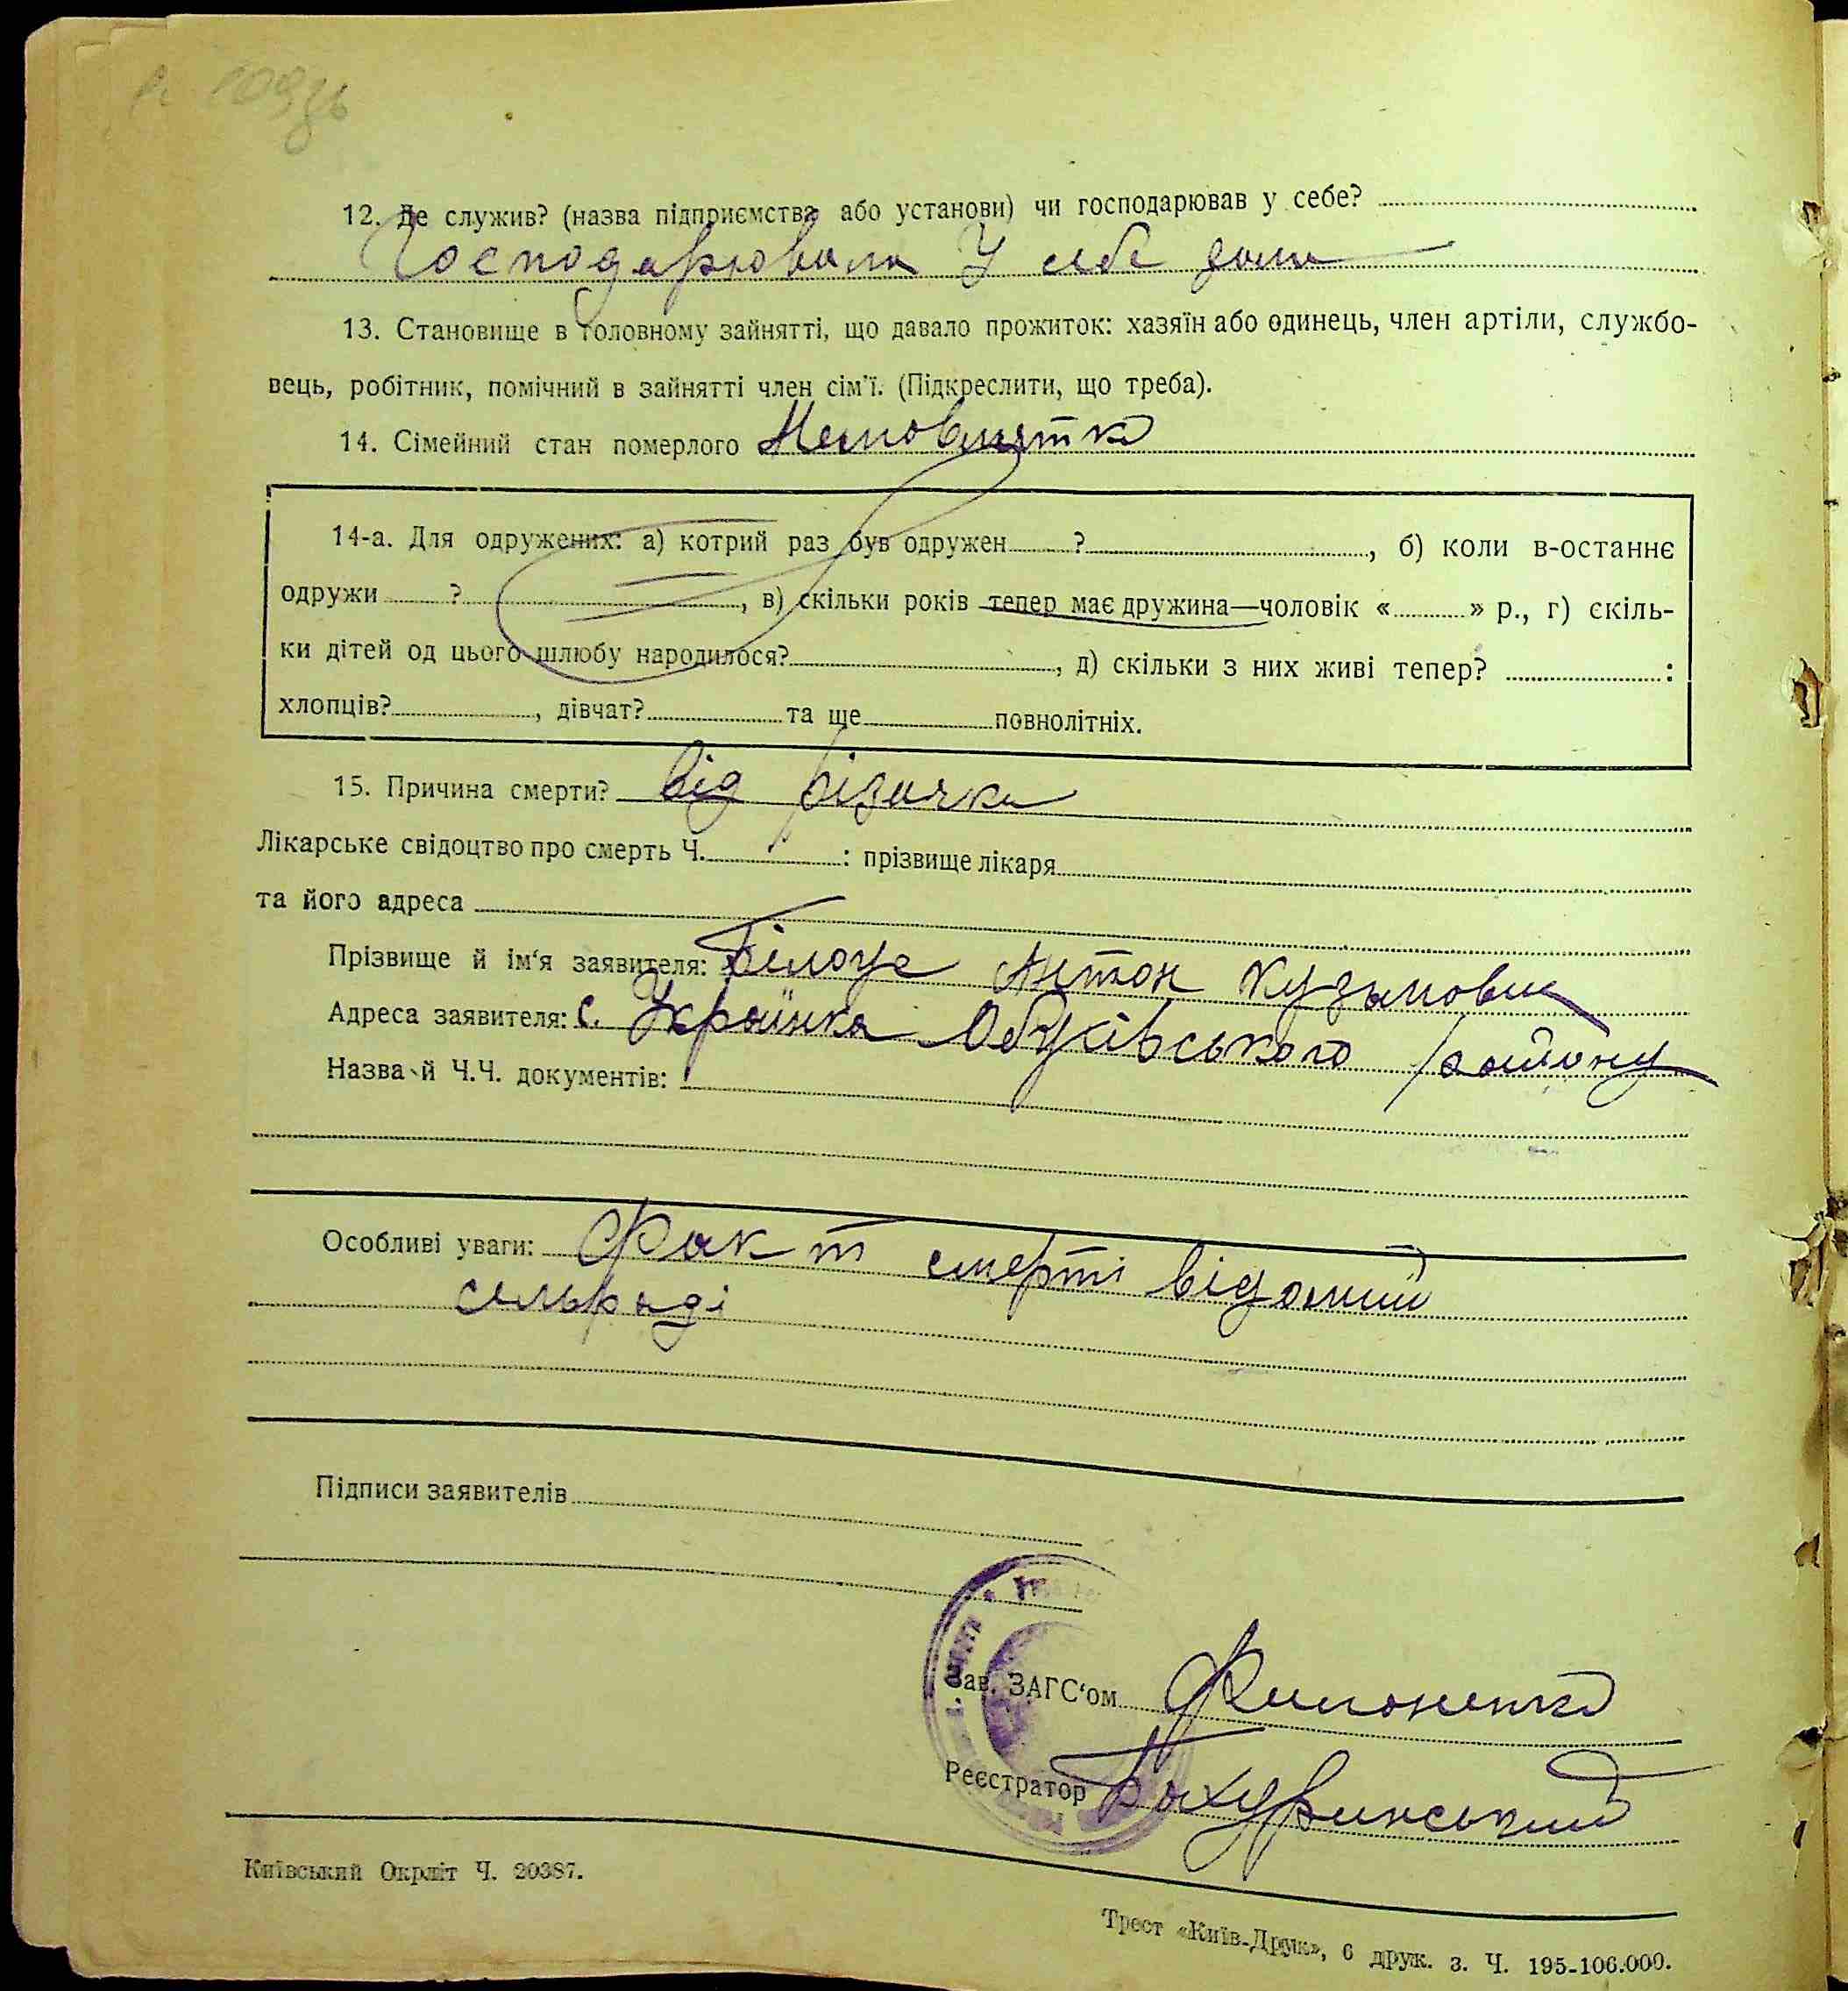 12. Де служив? (назва підприємства або установи) чи господарював у себе?
Господарювала У себе дома
13. Становище в головному зайнятті, що давало прожиток: хазяїн або одинець, член артіли, службо-
вець, робітник, помічний в зайнятті член сім'ї. (Підкреслити, що треба).
14. Сімейний стан померлого Немовлятко
14-а. Для одружених: а) котрий раз був одружен ? , б) коли в-останнє
одружи ? , в) скільки років тепер має дружина—чоловік « » р., г) скіль-
ки дітей од цього шлюбу народилося? , д) скільки з них живі тепер? :
хлопців? , дівчат? та ще повнолітніх.
15. Причина смерти? від різачки
Лікарське свідоцтво про смерть Ч. : прізвище лікаря
та його адреса
Прізвище й ім'я заявителя: Білоус Антон Кузьмович
Адреса заявителя: с. Українка Обухівського району
Назва й Ч.Ч. документів:
Особливі уваги: Факт смерті відомий
сельраді
Підписи заявителів
Зав. ЗАГС'ом Филоненко
Реєстратор
Київський Окрліт Ч. 20387.
Трест «Київ-Друк», 6 друк. з. Ч. 195-106.000.